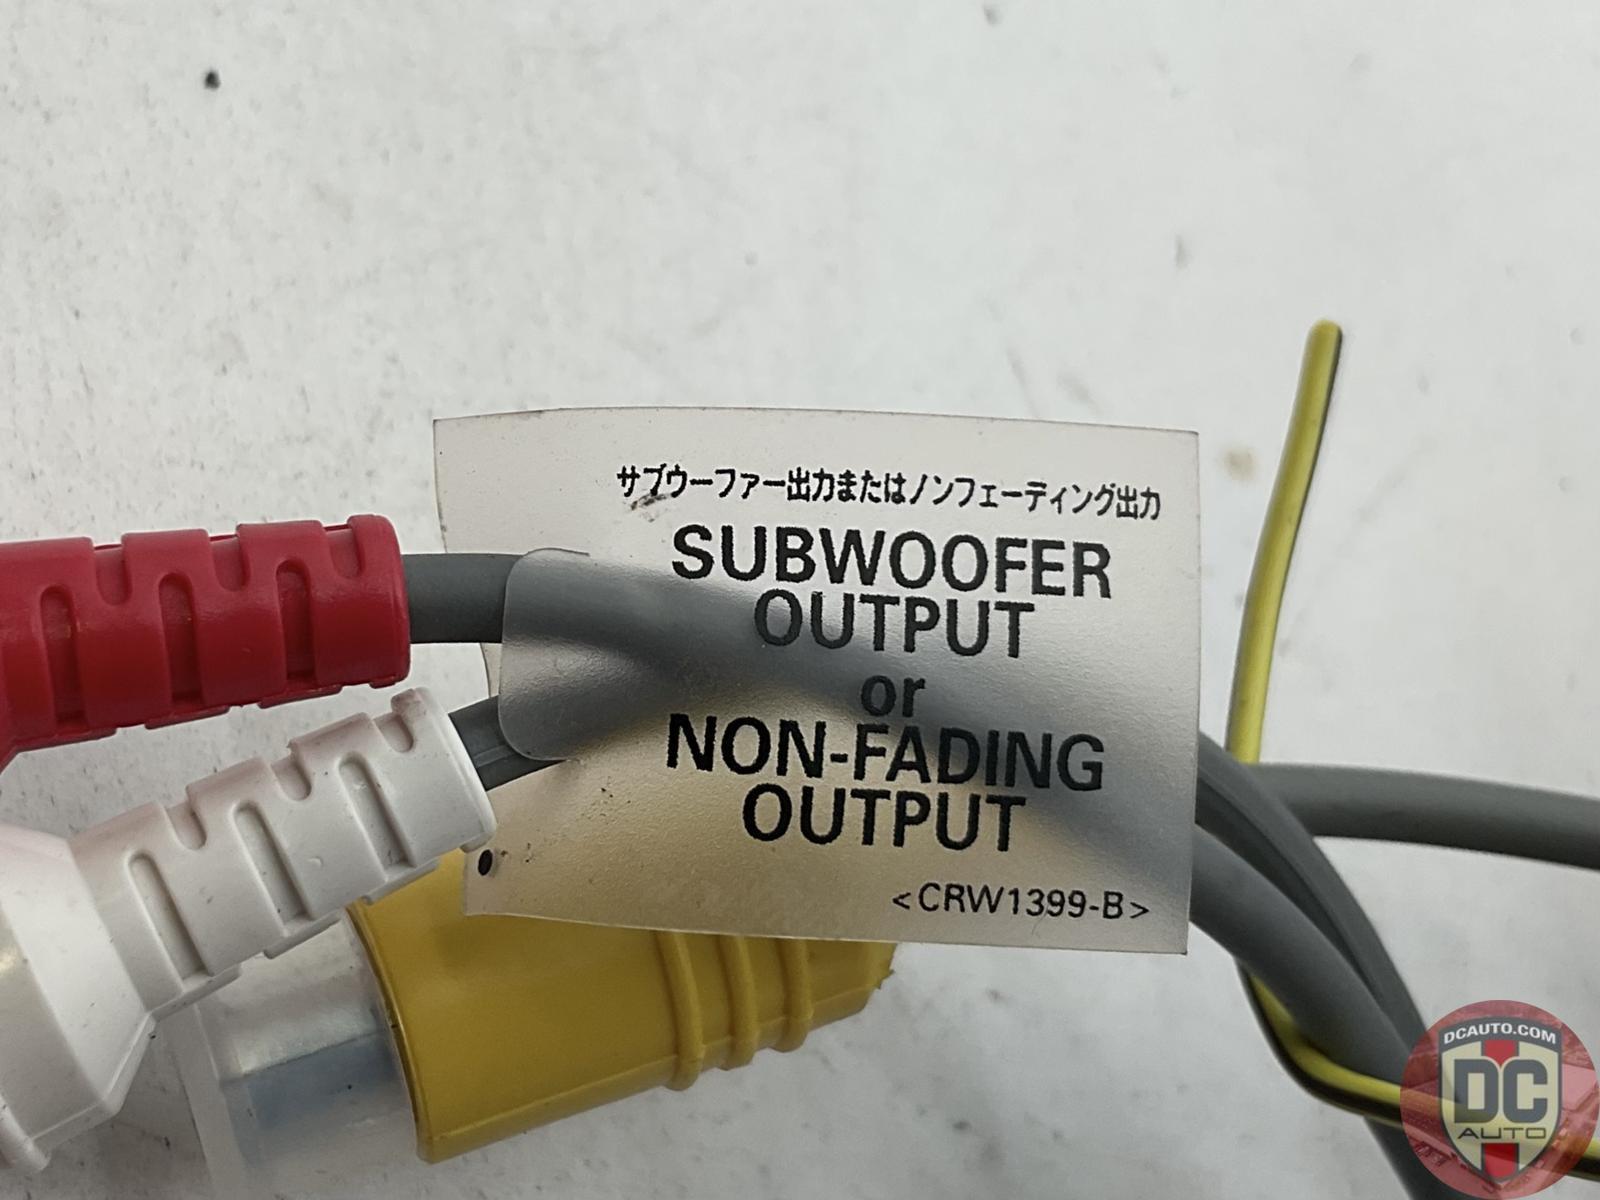 サブウーファー出力またはノンフェーディング出力
SUBWOOFER
OUTPUT
or
NON-FADING
OUTPUT
<CRW1399-B>
DCAUTO.COM
DC
AUTO